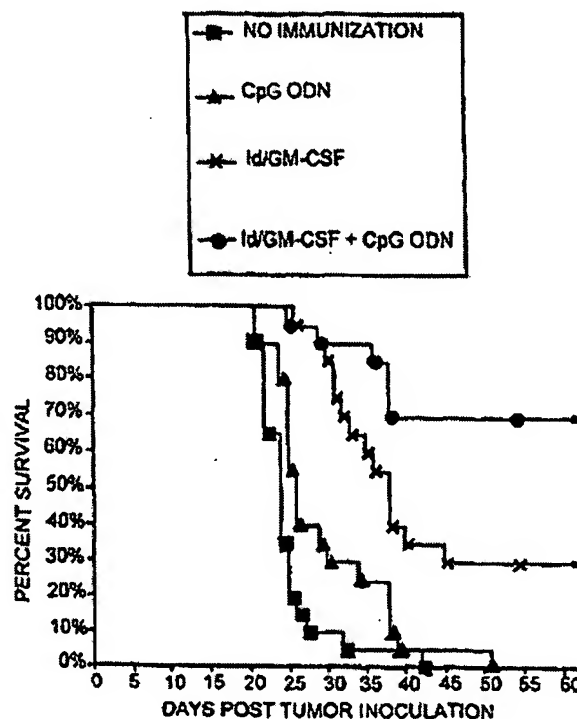 NO IMMUNIZATION
CpG ODN
Id/GM-CSF
Id/GM-CSF + CpG ODN
100%
90%
80%
70%
60%
50%
40%
30%
20%
10%
0%
PERCENT SURVIVAL
0 5 10 15 20 25 30 35 40 45 50 55 60
DAYS POST TUMOR INOCULATION